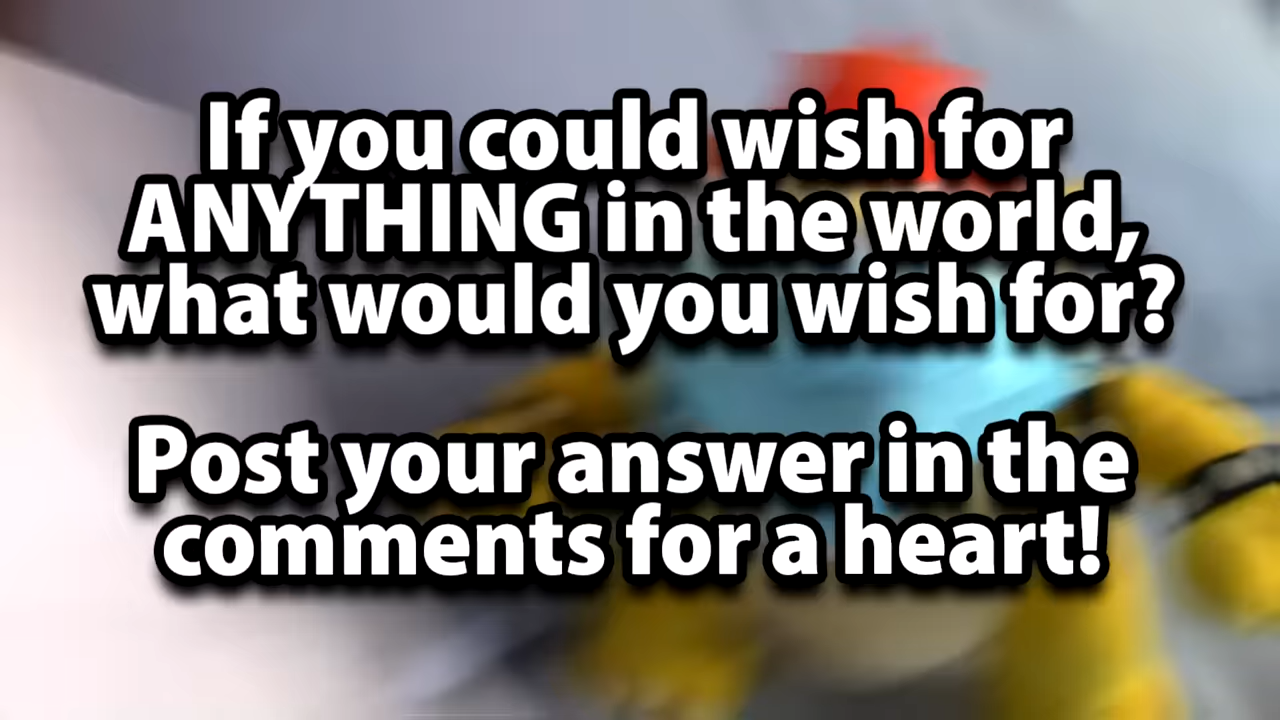 If you could wish for
ANYTHING in the world,
what would you wish for?
Post your answer in the
comments for a heart!